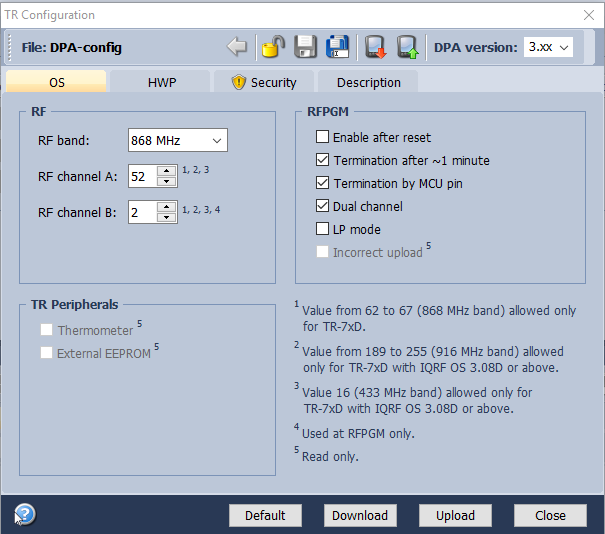 TR Configuration
File: DPA-config
DPA version: 3.xx
OS HWP Security Description
RF
RF band: 868 MHz
RF channel A: 52 1, 2, 3
RF channel B: 2 1, 2, 3, 4
RFPGM
Enable after reset
Termination after ~1 minute
Termination by MCU pin
Dual channel
LP mode
Incorrect upload 5
TR Peripherals
Thermometer 5
External EEPROM 5
1 Value from 62 to 67 (868 MHz band) allowed only
for TR-7xD.
2 Value from 189 to 255 (916 MHz band) allowed
only for TR-7xD with IQRF OS 3.08D or above.
3 Value 16 (433 MHz band) allowed only for
TR-7xD with IQRF OS 3.08D or above.
4 Used at RFPGM only.
5 Read only.
Default Download Upload Close